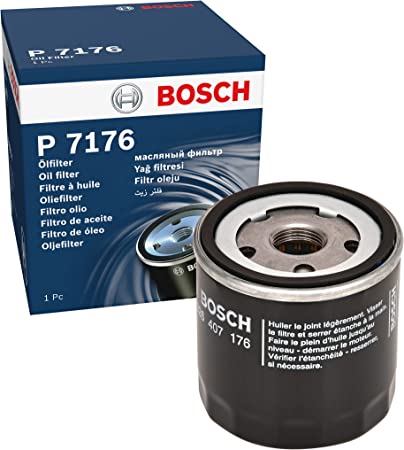 P 7176
Oil Filter
1 Pc
BOSCH
P 7176
Ölfilter
Oil filter
Filtre à huile
Oliefilter
Filtro olio
Filtro de aceite
Filtro de óleo
Oljefilter
масляный фильтр
Yağ filtresi
Filtr oleju
فلتر زيت
1 Pc
BOSCH
407 176
Huiler le joint légèrement. Visser
le filtre et serrer étanche à la main.
Faire le plein d'huile jusqu'au
niveau - démarrer le moteur.
Vérifier l'étanchéité - resserrer,
si nécessaire.